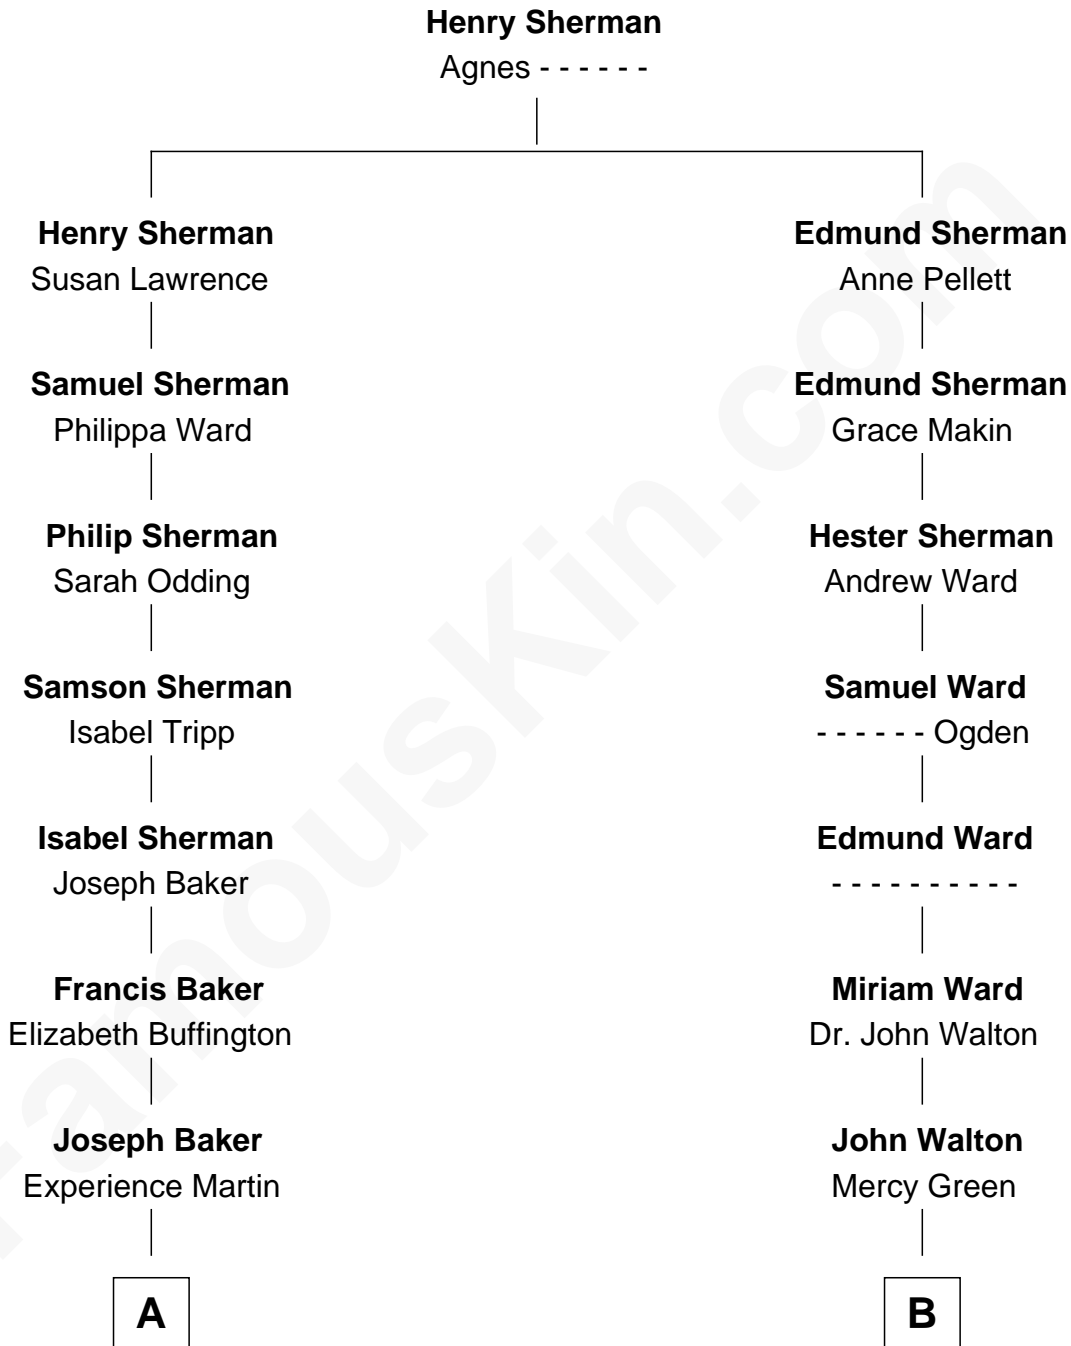 Henry Sherman
Agnes - - - - - -
Henry Sherman
Susan Lawrence
Samuel Sherman
Philippa Ward
Philip Sherman
Sarah Odding
Samson Sherman
Isabel Tripp
Isabel Sherman
Joseph Baker
Francis Baker
Elizabeth Buffington
Joseph Baker
Experience Martin
A
Edmund Sherman
Anne Pellett
Edmund Sherman
Grace Makin
Hester Sherman
Andrew Ward
Samuel Ward
- - - - - - Ogden
Edmund Ward
- - - - - - - - - -
Miriam Ward
Dr. John Walton
John Walton
Mercy Green
B
FamousKin.com